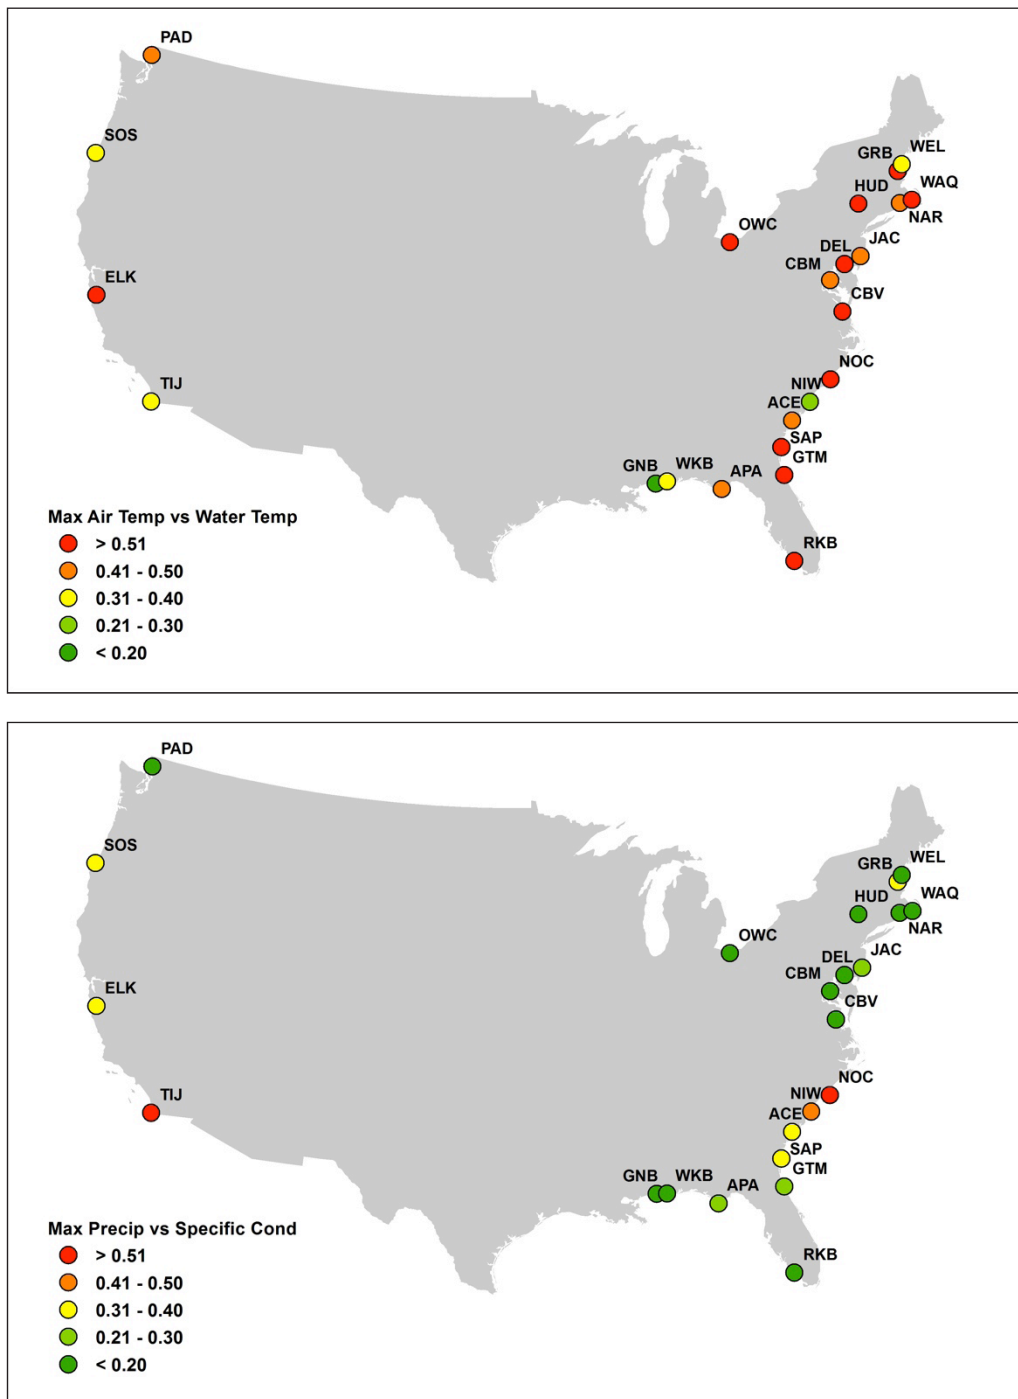 PAD
SOS
WEL
GRB
WAQ
HUD
NAR
OWC
JAC
DEL
CBM
ELK
CBV
NOC
TIJ
NIW
ACE
SAP
GTM
GNB
WKB
APA
RKB
Max Air Temp vs Water Temp
> 0.51
0.41 - 0.50
0.31 - 0.40
0.21 - 0.30
< 0.20
PAD
SOS
WEL
GRB
WAQ
HUD
NAR
OWC
JAC
DEL
CBM
ELK
CBV
NOC
TIJ
NIW
ACE
SAP
GTM
GNB
WKB
APA
RKB
Max Precip vs Specific Cond
> 0.51
0.41 - 0.50
0.31 - 0.40
0.21 - 0.30
< 0.20